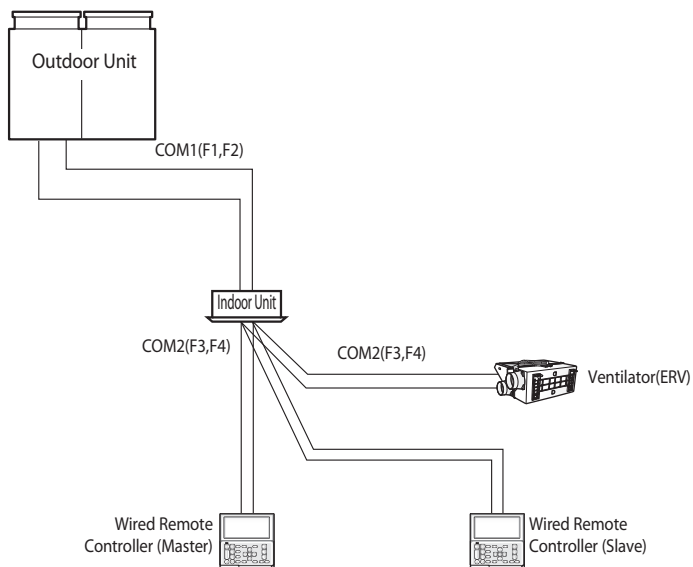 Outdoor Unit
COM1(F1,F2)
Indoor Unit
COM2(F3,F4)
COM2(F3,F4)
Ventilator(ERV)
Wired Remote
Controller (Master)
Wired Remote
Controller (Slave)